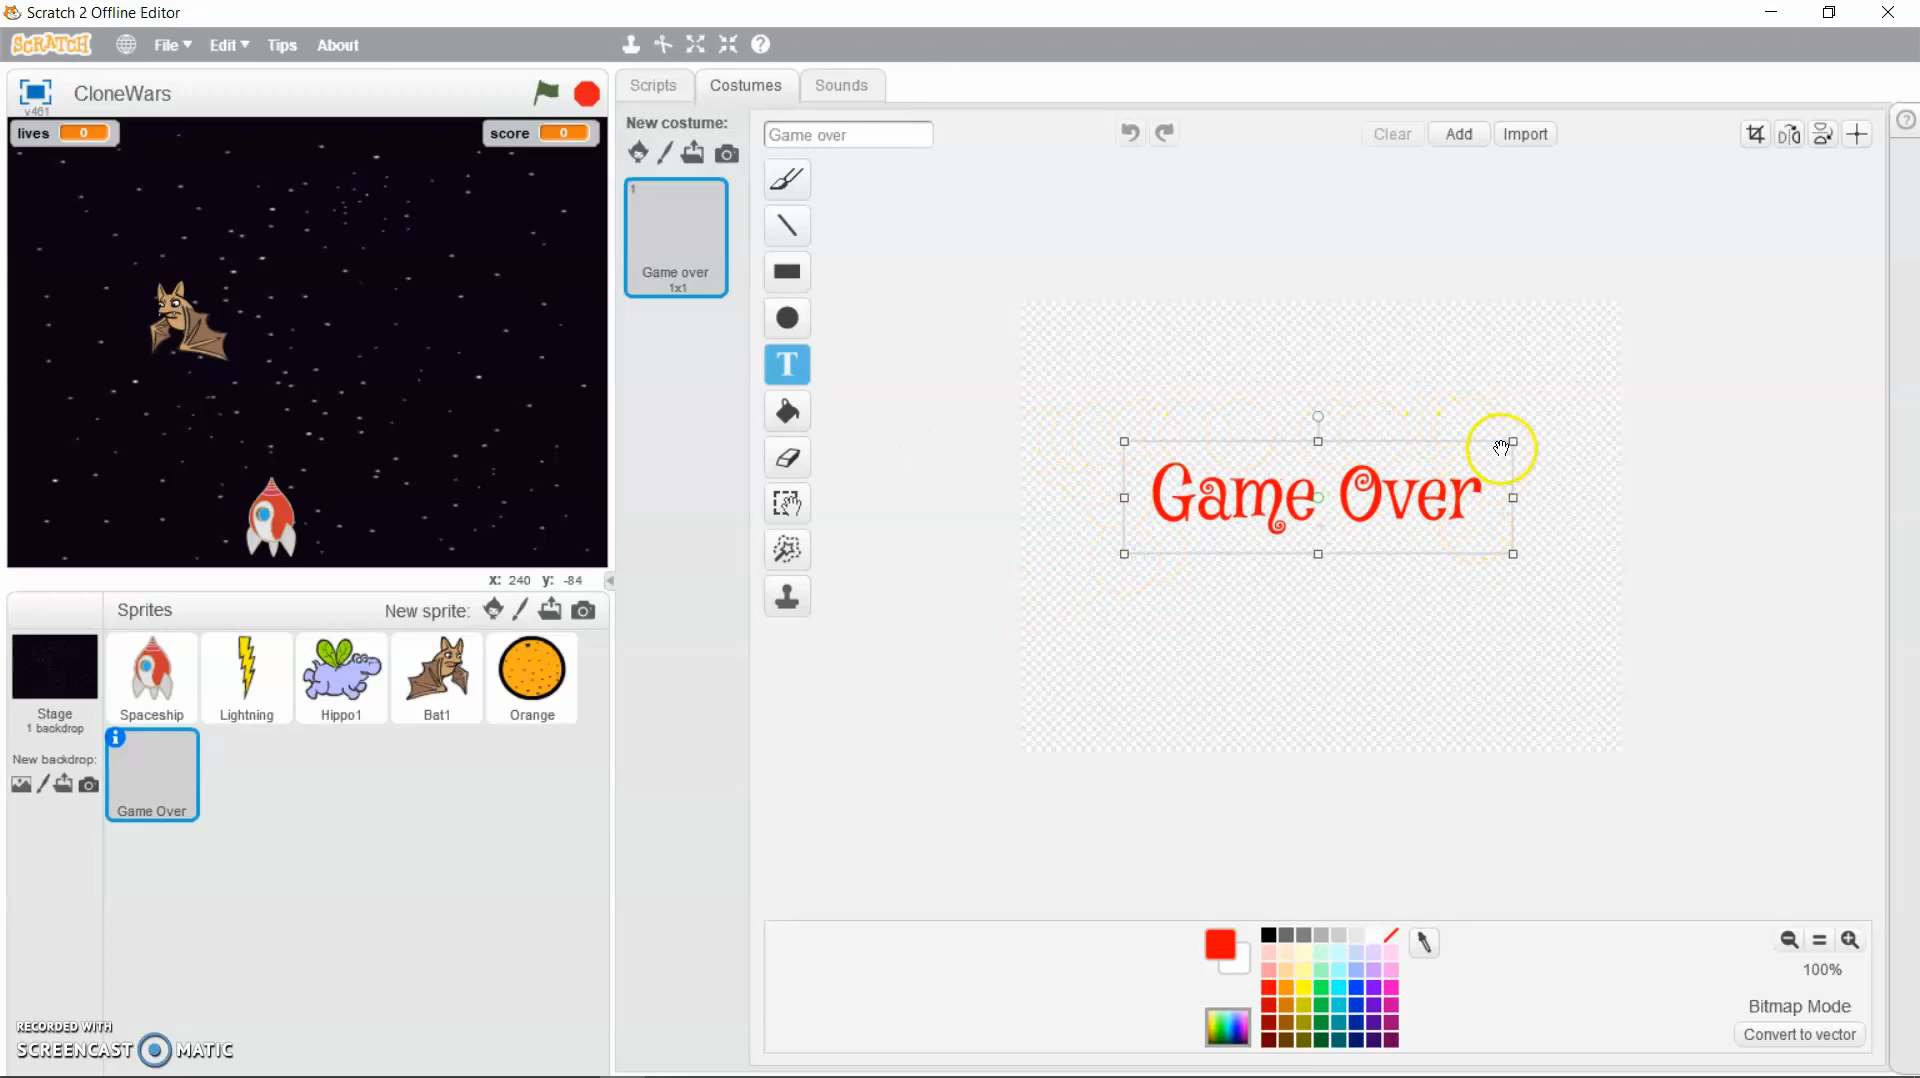 Scratch 2 Offline Editor
SCRATCH File Edit Tips About
v461 CloneWars
Scripts Costumes Sounds
lives 0 score 0
New costume:
Game over
Clear Add Import
1
Game over
1x1
T
Game Over
x: 240 y: -84
Sprites New sprite:
Stage
1 backdrop
New backdrop:
Spaceship Lightning Hippo1 Bat1 Orange
Game Over
100%
Bitmap Mode
Convert to vector
RECORDED WITH
SCREENCAST MATIC